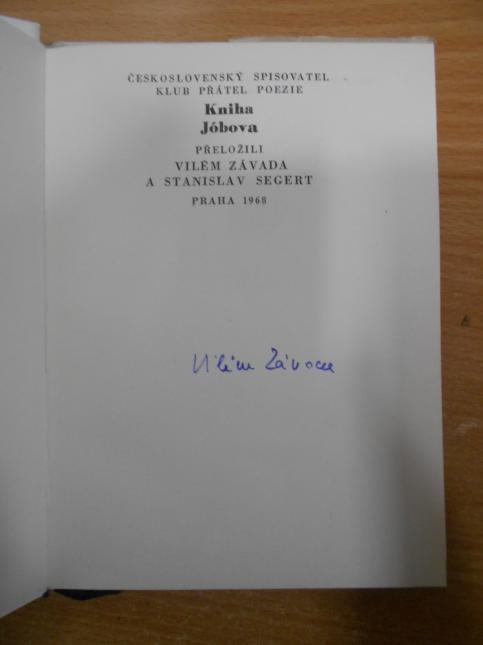 ČESKOSLOVENSKÝ SPISOVATEL
KLUB PŘÁTEL POEZIE
Kniha
Jóbova
PŘELOŽILI
VILÉM ZÁVADA
A STANISLAV SEGERT
PRAHA 1968
Vilém Závada